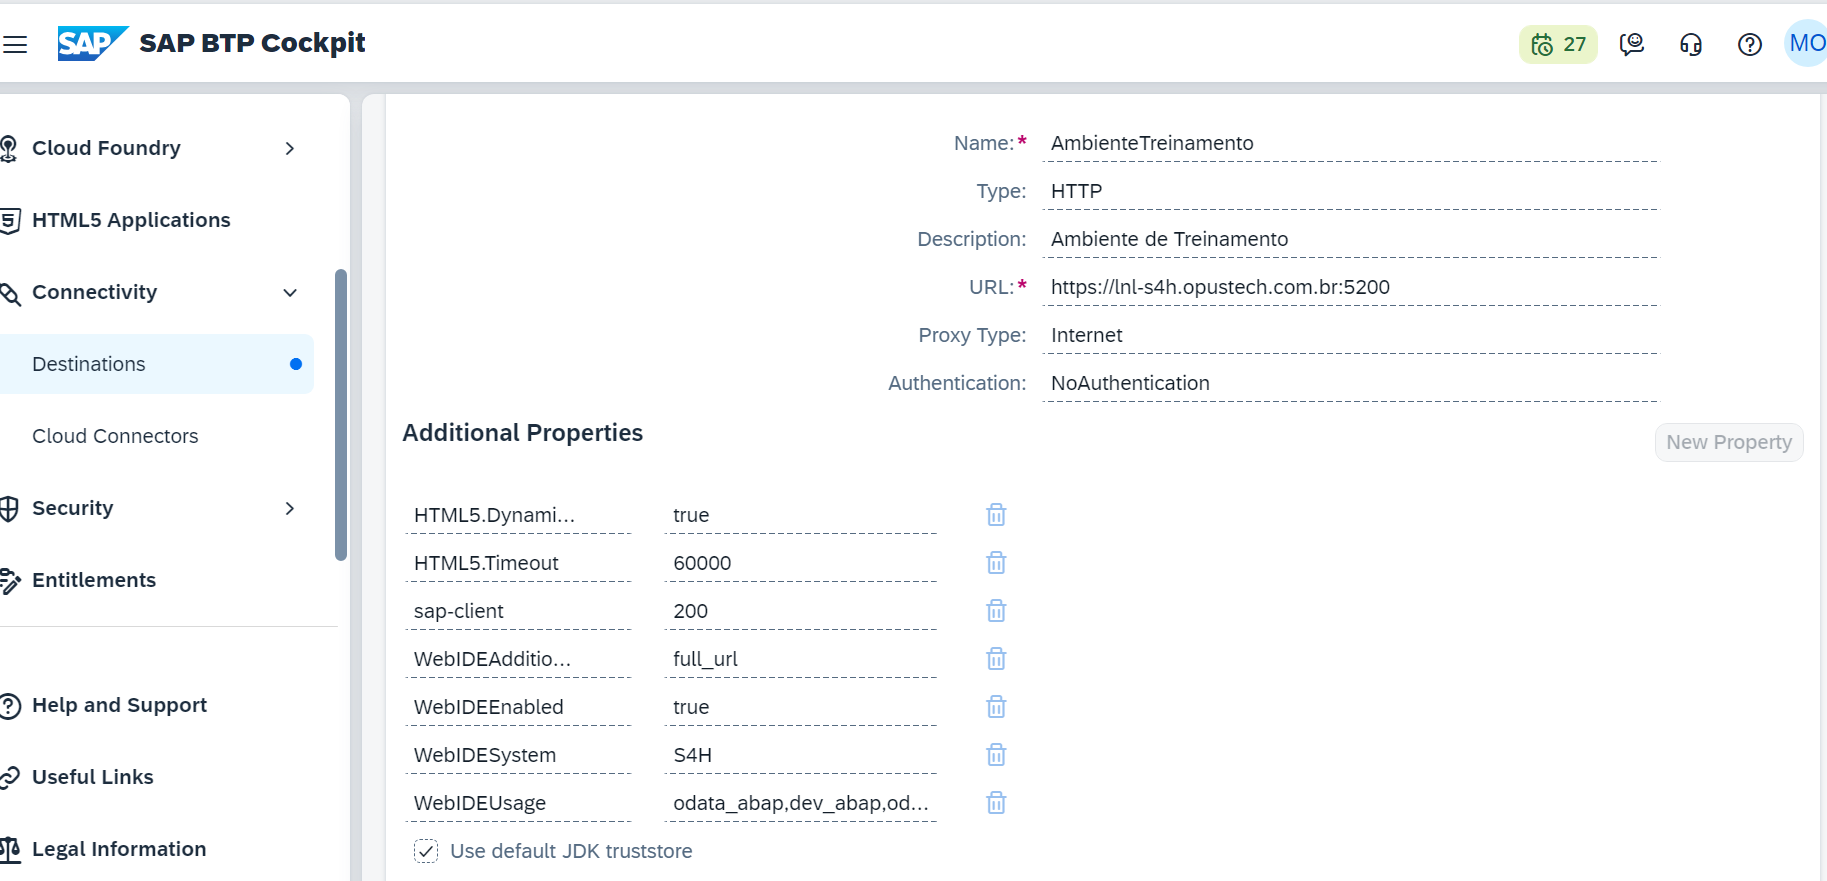 SAP SAP BTP Cockpit
27
MO
Cloud Foundry
HTML5 Applications
Connectivity
Destinations
Cloud Connectors
Security
Entitlements
Help and Support
Useful Links
Legal Information
Name:* AmbienteTreinamento
Type: HTTP
Description: Ambiente de Treinamento
URL:* https://lnl-s4h.opustech.com.br:5200
Proxy Type: Internet
Authentication: NoAuthentication
Additional Properties
New Property
HTML5.Dynami... true
HTML5.Timeout 60000
sap-client 200
WebIDEAdditio... full_url
WebIDEEnabled true
WebIDESystem S4H
WebIDEUsage odata_abap,dev_abap,od...
Use default JDK truststore